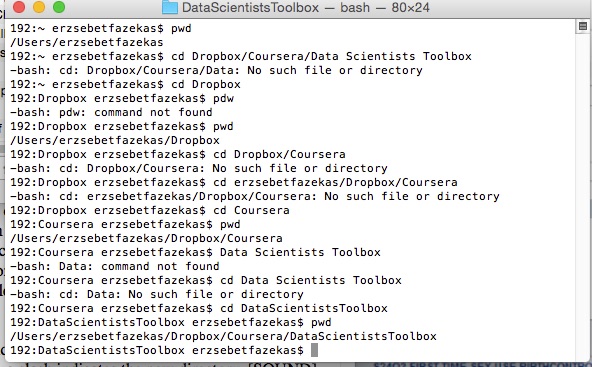 DataScientistsToolbox — bash — 80×24
192:~ erzsebetfazekas$ pwd
/Users/erzsebetfazekas
192:~ erzsebetfazekas$ cd Dropbox/Coursera/Data Scientists Toolbox
-bash: cd: Dropbox/Coursera/Data: No such file or directory
192:~ erzsebetfazekas$ cd Dropbox
192:Dropbox erzsebetfazekas$ pdw
-bash: pdw: command not found
192:Dropbox erzsebetfazekas$ pwd
/Users/erzsebetfazekas/Dropbox
192:Dropbox erzsebetfazekas$ cd Dropbox/Coursera
-bash: cd: Dropbox/Coursera: No such file or directory
192:Dropbox erzsebetfazekas$ cd erzsebetfazekas/Dropbox/Coursera
-bash: cd: erzsebetfazekas/Dropbox/Coursera: No such file or directory
192:Dropbox erzsebetfazekas$ cd Coursera
192:Coursera erzsebetfazekas$ pwd
/Users/erzsebetfazekas/Dropbox/Coursera
192:Coursera erzsebetfazekas$ Data Scientists Toolbox
-bash: Data: command not found
192:Coursera erzsebetfazekas$ cd Data Scientists Toolbox
-bash: cd: Data: No such file or directory
192:Coursera erzsebetfazekas$ cd DataScientistsToolbox
192:DataScientistsToolbox erzsebetfazekas$ pwd
/Users/erzsebetfazekas/Dropbox/Coursera/DataScientistsToolbox
192:DataScientistsToolbox erzsebetfazekas$